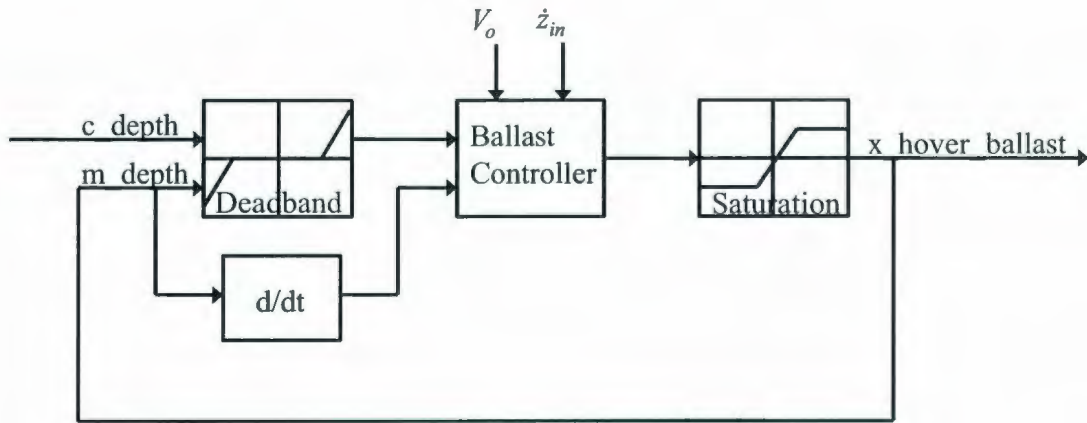 V_o ż_in
c_depth
m_depth
Deadband
Ballast
Controller
Saturation
x_hover_ballast
d/dt